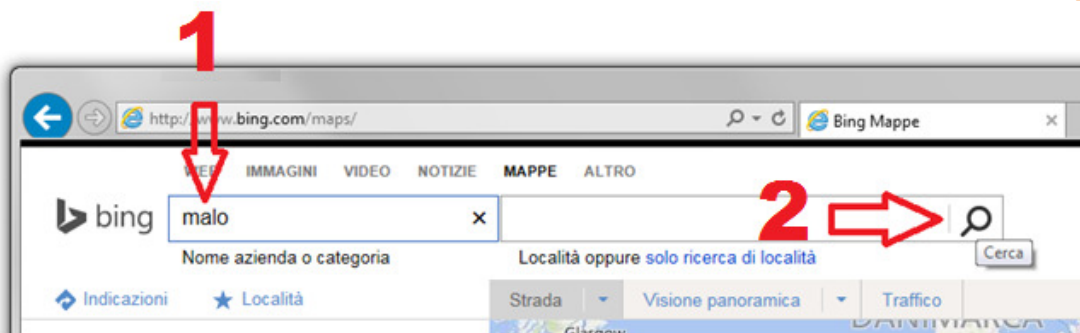 1
http://www.bing.com/maps/
Bing Mappe
WEB IMMAGINI VIDEO NOTIZIE MAPPE ALTRO
bing malo
2
Cerca
Nome azienda o categoria
Località oppure solo ricerca di località
Indicazioni Località
Strada Visione panoramica Traffico
Glasgow
DANIMARCA